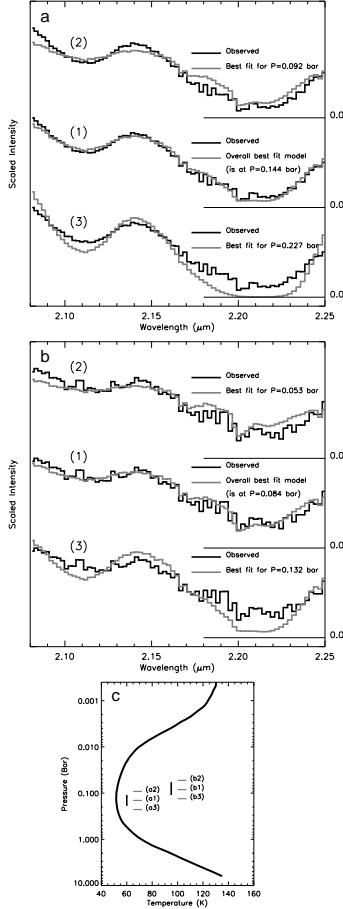 a
(2)
Observed
Best fit for P=0.092 bar
0.0
(1)
Observed
Overall best fit model
(is at P=0.144 bar)
0.0
(3)
Observed
Best fit for P=0.227 bar
0.0
Scaled Intensity
2.10 2.15 2.20 2.25
Wavelength (μm)
b
(2)
Observed
Best fit for P=0.053 bar
0.0
(1)
Observed
Overall best fit model
(is at P=0.084 bar)
0.0
(3)
Observed
Best fit for P=0.132 bar
0.0
Scaled Intensity
2.10 2.15 2.20 2.25
Wavelength (μm)
c
0.001
0.010
0.100
1.000
10.000
Pressure (Bar)
(a2)
(a1)
(a3)
(b2)
(b1)
(b3)
40 60 80 100 120 140 160
Temperature (K)